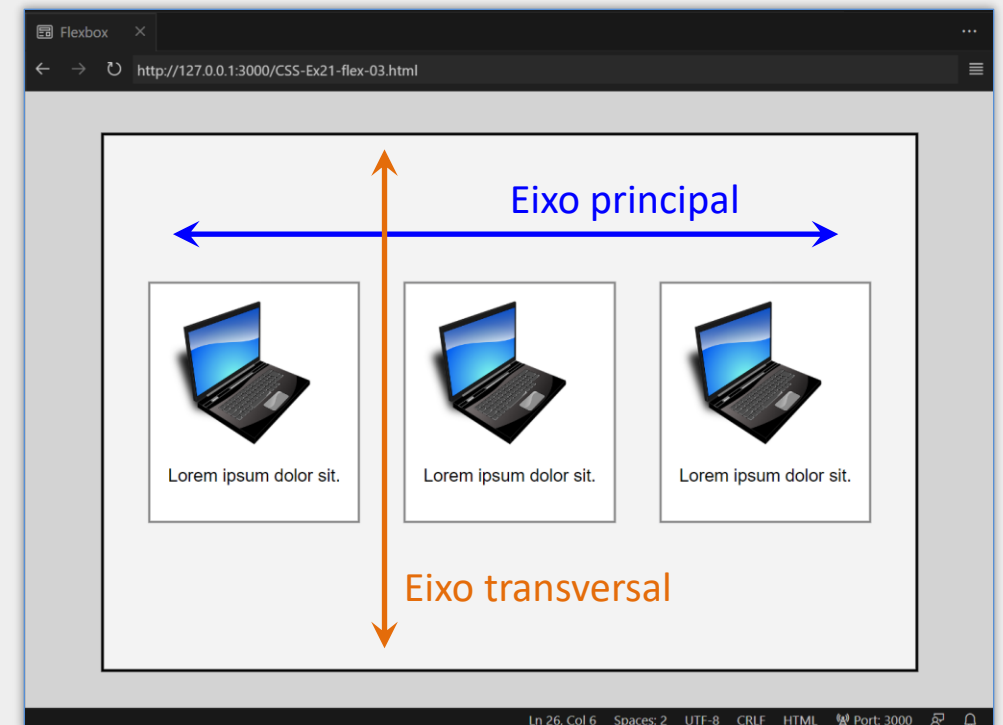 Flexbox
http://127.0.0.1:3000/CSS-Ex21-flex-03.html
Eixo principal
Lorem ipsum dolor sit. Lorem ipsum dolor sit. Lorem ipsum dolor sit.
Eixo transversal
Ln 26, Col 6 Spaces: 2 UTF-8 CRLF HTML Port: 3000